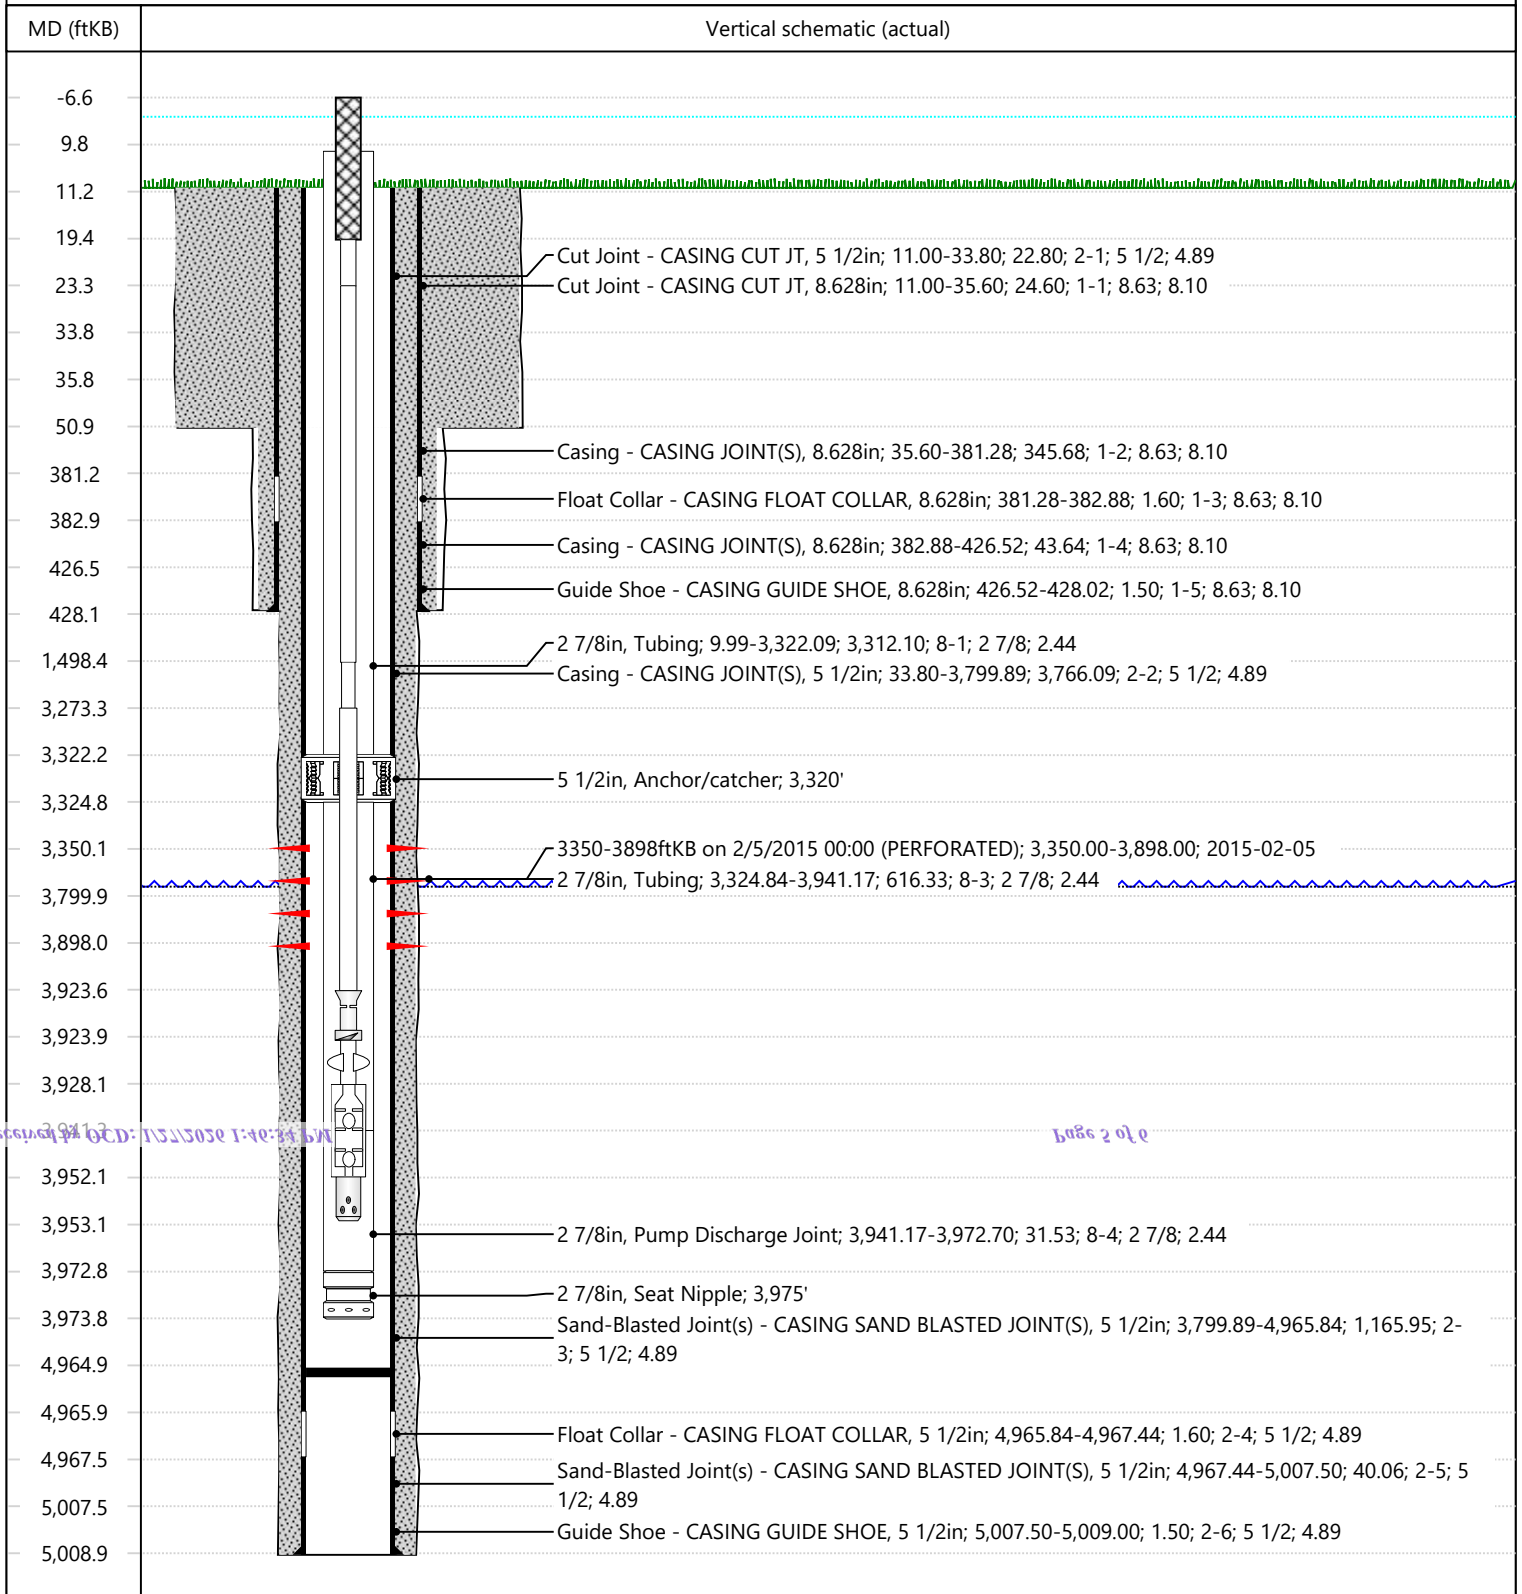 MD (ftKB)
Vertical schematic (actual)
-6.6
9.8
11.2
19.4
Cut Joint - CASING CUT JT, 5 1/2in; 11.00-33.80; 22.80; 2-1; 5 1/2; 4.89
23.3
Cut Joint - CASING CUT JT, 8.628in; 11.00-35.60; 24.60; 1-1; 8.63; 8.10
33.8
35.8
50.9
Casing - CASING JOINT(S), 8.628in; 35.60-381.28; 345.68; 1-2; 8.63; 8.10
381.2
Float Collar - CASING FLOAT COLLAR, 8.628in; 381.28-382.88; 1.60; 1-3; 8.63; 8.10
382.9
Casing - CASING JOINT(S), 8.628in; 382.88-426.52; 43.64; 1-4; 8.63; 8.10
426.5
Guide Shoe - CASING GUIDE SHOE, 8.628in; 426.52-428.02; 1.50; 1-5; 8.63; 8.10
428.1
2 7/8in, Tubing; 9.99-3,322.09; 3,312.10; 8-1; 2 7/8; 2.44
1,498.4
Casing - CASING JOINT(S), 5 1/2in; 33.80-3,799.89; 3,766.09; 2-2; 5 1/2; 4.89
3,273.3
3,322.2
5 1/2in, Anchor/catcher; 3,320'
3,324.8
3,350.1
3350-3898ftKB on 2/5/2015 00:00 (PERFORATED); 3,350.00-3,898.00; 2015-02-05
2 7/8in, Tubing; 3,324.84-3,941.17; 616.33; 8-3; 2 7/8; 2.44
3,799.9
3,898.0
3,923.6
3,923.9
3,928.1
3,941.3
ceived by OCD: 1/27/2026 1:46:34 PM
Page 5 of 6
3,952.1
3,953.1
2 7/8in, Pump Discharge Joint; 3,941.17-3,972.70; 31.53; 8-4; 2 7/8; 2.44
3,972.8
2 7/8in, Seat Nipple; 3,975'
3,973.8
Sand-Blasted Joint(s) - CASING SAND BLASTED JOINT(S), 5 1/2in; 3,799.89-4,965.84; 1,165.95; 2-
3; 5 1/2; 4.89
4,964.9
4,965.9
Float Collar - CASING FLOAT COLLAR, 5 1/2in; 4,965.84-4,967.44; 1.60; 2-4; 5 1/2; 4.89
4,967.5
Sand-Blasted Joint(s) - CASING SAND BLASTED JOINT(S), 5 1/2in; 4,967.44-5,007.50; 40.06; 2-5; 5
1/2; 4.89
5,007.5
Guide Shoe - CASING GUIDE SHOE, 5 1/2in; 5,007.50-5,009.00; 1.50; 2-6; 5 1/2; 4.89
5,008.9